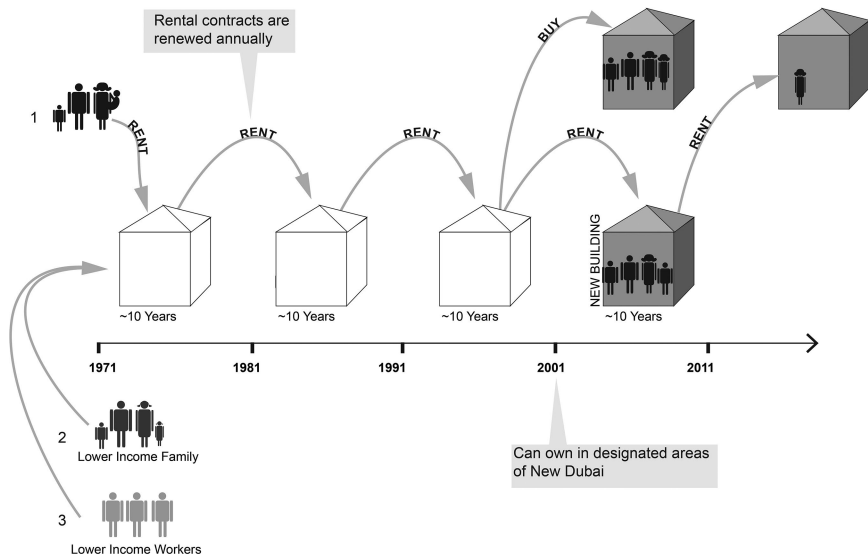 Rental contracts are
renewed annually
BUY
1
RENT
RENT
RENT
RENT
RENT
NEW BUILDING
~10 Years
~10 Years
~10 Years
~10 Years
1971
1981
1991
2001
2011
2
Lower Income Family
Can own in designated areas
of New Dubai
3
Lower Income Workers